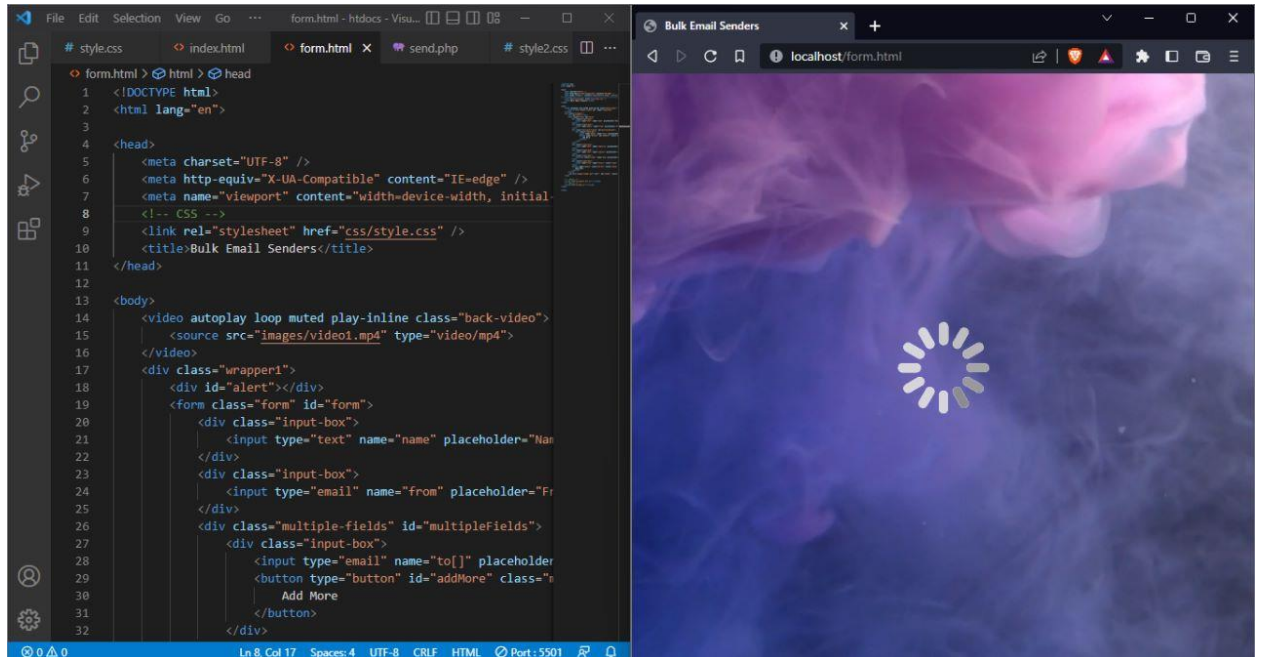 File Edit Selection View Go ··· form.html - htdocs - Visu...
# style.css <> index.html <> form.html send.php # style2.css ···
<> form.html > html > head
1 <!DOCTYPE html>
2 <html lang="en">
3
4 <head>
5 <meta charset="UTF-8" />
6 <meta http-equiv="X-UA-Compatible" content="IE=edge" />
7 <meta name="viewport" content="width=device-width, initial-
8 <!-- CSS -->
9 <link rel="stylesheet" href="css/style.css" />
10 <title>Bulk Email Senders</title>
11 </head>
12
13 <body>
14 <video autoplay loop muted play-inline class="back-video">
15 <source src="images/video1.mp4" type="video/mp4">
16 </video>
17 <div class="wrapper1">
18 <div id="alert"></div>
19 <form class="form" id="form">
20 <div class="input-box">
21 <input type="text" name="name" placeholder="Nam
22 </div>
23 <div class="input-box">
24 <input type="email" name="from" placeholder="Fr
25 </div>
26 <div class="multiple-fields" id="multipleFields">
27 <div class="input-box">
28 <input type="email" name="to[]" placeholder
29 <button type="button" id="addMore" class="m
30 Add More
31 </button>
32 </div>
0 0 Ln 8, Col 17 Spaces: 4 UTF-8 CRLF HTML Port : 5501
Bulk Email Senders
localhost/form.html